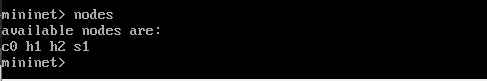 mininet> nodes
available nodes are:
c0 h1 h2 s1
mininet>